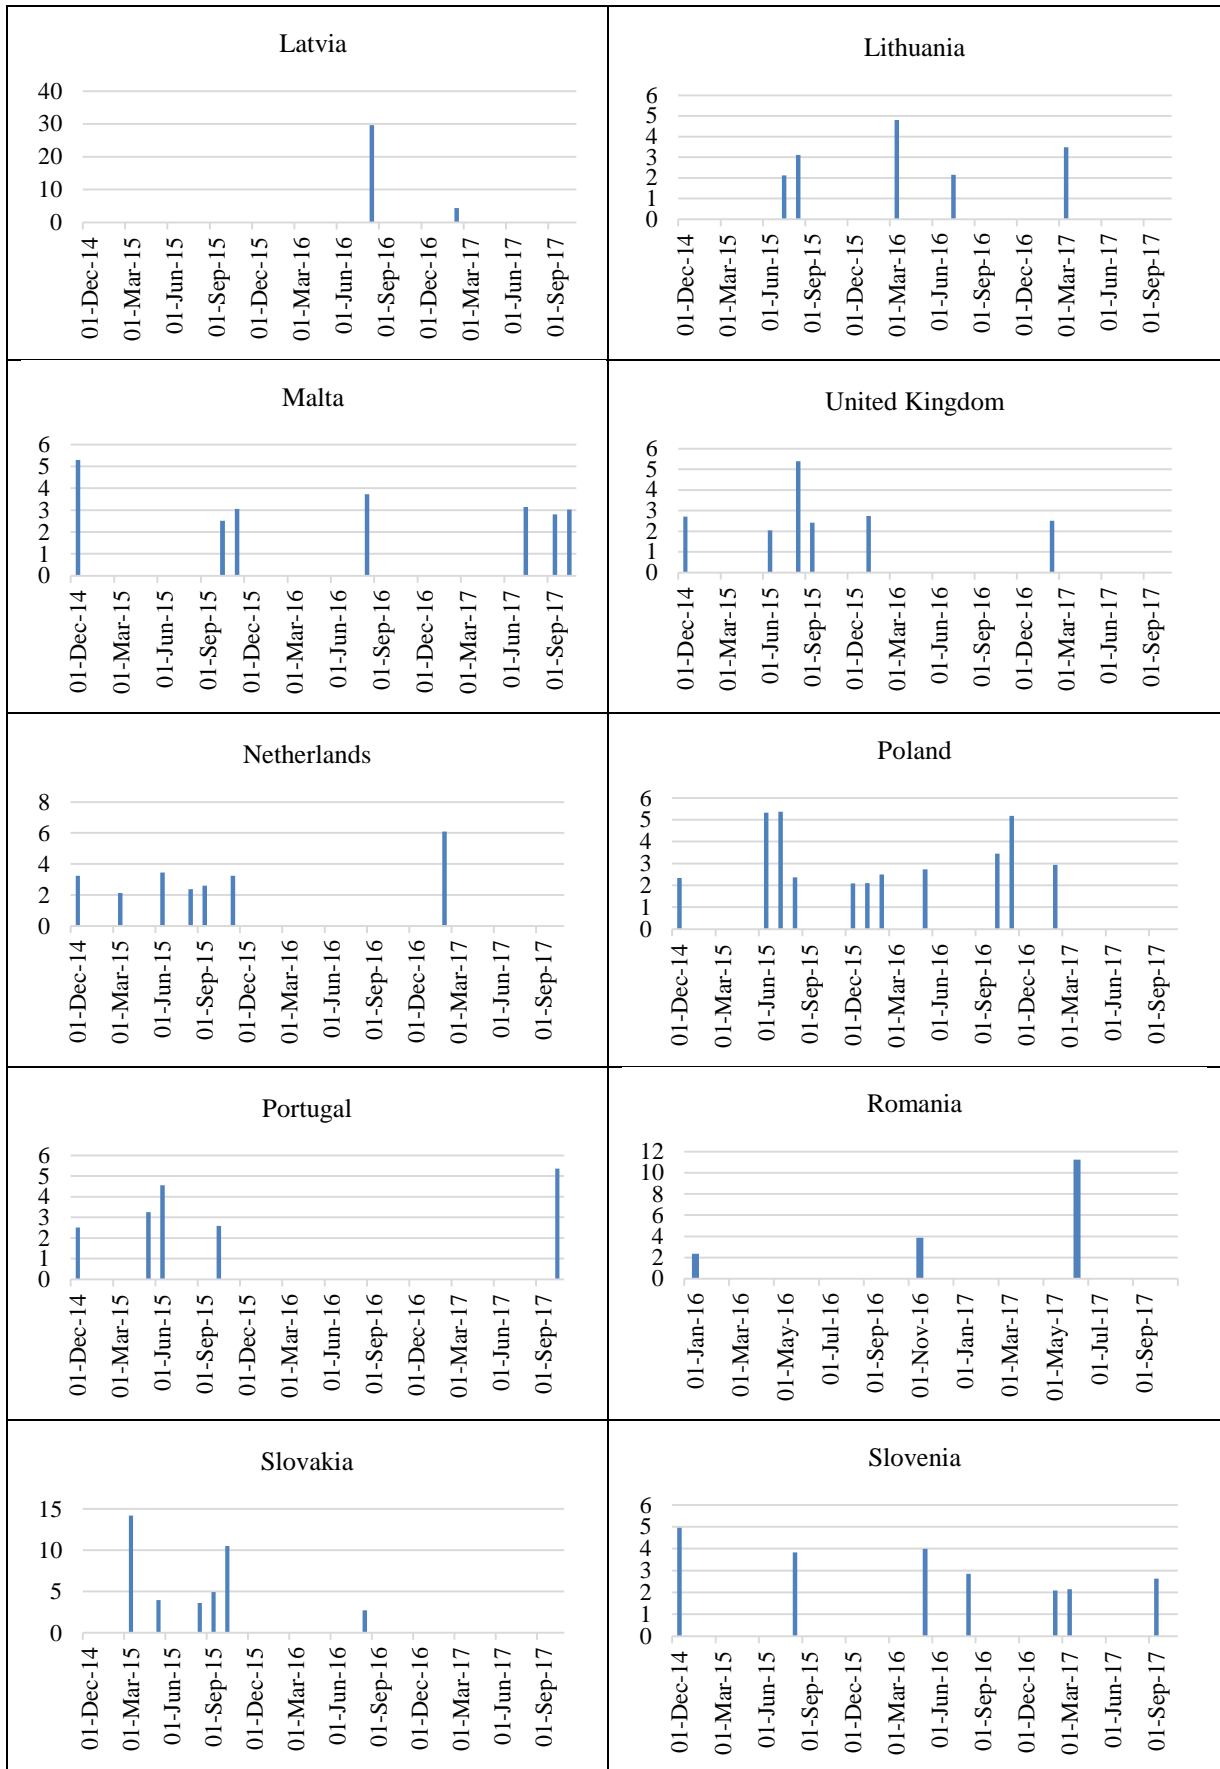 Latvia
40
30
20
10
0
01-Dec-14
01-Mar-15
01-Jun-15
01-Sep-15
01-Dec-15
01-Mar-16
01-Jun-16
01-Sep-16
01-Dec-16
01-Mar-17
01-Jun-17
01-Sep-17
Lithuania
6
5
4
3
2
1
0
01-Dec-14
01-Mar-15
01-Jun-15
01-Sep-15
01-Dec-15
01-Mar-16
01-Jun-16
01-Sep-16
01-Dec-16
01-Mar-17
01-Jun-17
01-Sep-17
Malta
6
5
4
3
2
1
0
01-Dec-14
01-Mar-15
01-Jun-15
01-Sep-15
01-Dec-15
01-Mar-16
01-Jun-16
01-Sep-16
01-Dec-16
01-Mar-17
01-Jun-17
01-Sep-17
United Kingdom
6
5
4
3
2
1
0
01-Dec-14
01-Mar-15
01-Jun-15
01-Sep-15
01-Dec-15
01-Mar-16
01-Jun-16
01-Sep-16
01-Dec-16
01-Mar-17
01-Jun-17
01-Sep-17
Netherlands
8
6
4
2
0
01-Dec-14
01-Mar-15
01-Jun-15
01-Sep-15
01-Dec-15
01-Mar-16
01-Jun-16
01-Sep-16
01-Dec-16
01-Mar-17
01-Jun-17
01-Sep-17
Poland
6
5
4
3
2
1
0
01-Dec-14
01-Mar-15
01-Jun-15
01-Sep-15
01-Dec-15
01-Mar-16
01-Jun-16
01-Sep-16
01-Dec-16
01-Mar-17
01-Jun-17
01-Sep-17
Portugal
6
5
4
3
2
1
0
01-Dec-14
01-Mar-15
01-Jun-15
01-Sep-15
01-Dec-15
01-Mar-16
01-Jun-16
01-Sep-16
01-Dec-16
01-Mar-17
01-Jun-17
01-Sep-17
Romania
12
10
8
6
4
2
0
01-Jan-16
01-Mar-16
01-May-16
01-Jul-16
01-Sep-16
01-Nov-16
01-Jan-17
01-Mar-17
01-May-17
01-Jul-17
01-Sep-17
Slovakia
15
10
5
0
01-Dec-14
01-Mar-15
01-Jun-15
01-Sep-15
01-Dec-15
01-Mar-16
01-Jun-16
01-Sep-16
01-Dec-16
01-Mar-17
01-Jun-17
01-Sep-17
Slovenia
6
5
4
3
2
1
0
01-Dec-14
01-Mar-15
01-Jun-15
01-Sep-15
01-Dec-15
01-Mar-16
01-Jun-16
01-Sep-16
01-Dec-16
01-Mar-17
01-Jun-17
01-Sep-17